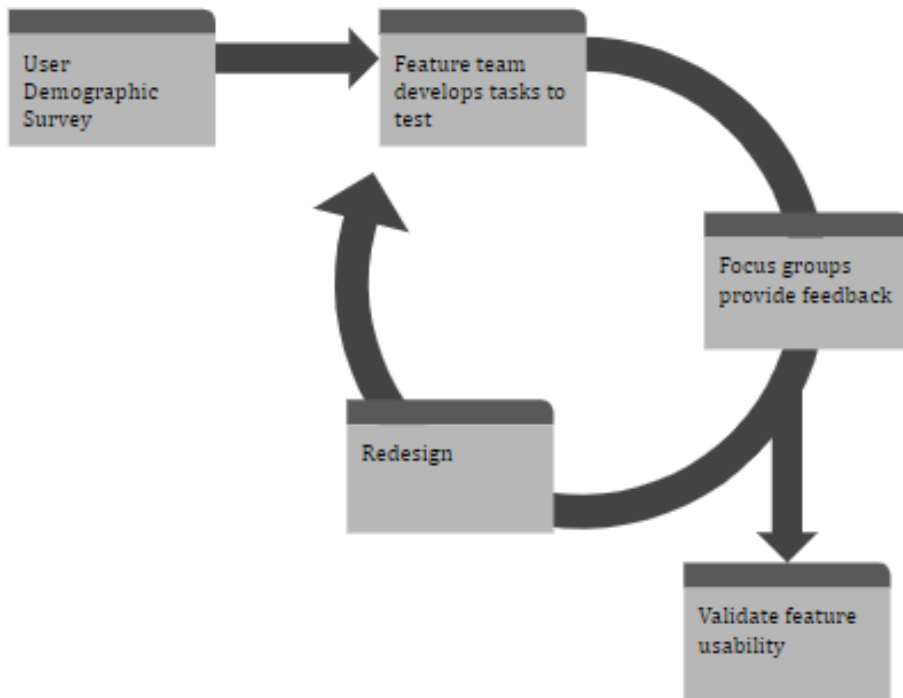 User
Demographic
Survey
Feature team
develops tasks to
test
Focus groups
provide feedback
Redesign
Validate feature
usability